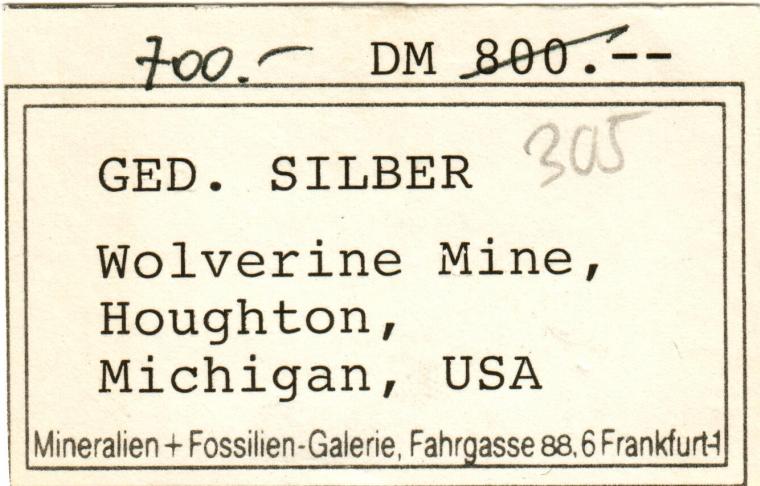 700.— DM 800.--
305
GED. SILBER
Wolverine Mine,
Houghton,
Michigan, USA
Mineralien + Fossilien-Galerie, Fahrgasse 88, 6 Frankfurt-1